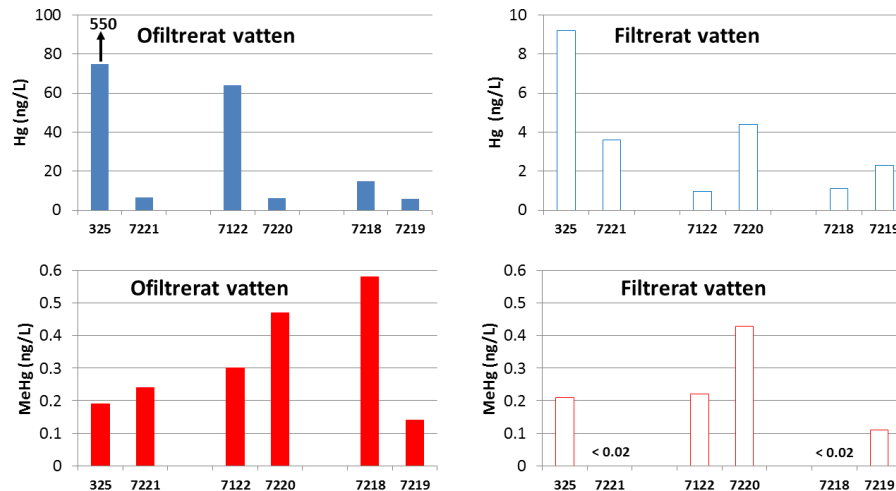 550
Ofiltrerat vatten
Hg (ng/L)
100
80
60
40
20
0
325 7221 7122 7220 7218 7219
Filtrerat vatten
Hg (ng/L)
10
8
6
4
2
0
325 7221 7122 7220 7218 7219
Ofiltrerat vatten
MeHg (ng/L)
0.6
0.5
0.4
0.3
0.2
0.1
0
325 7221 7122 7220 7218 7219
Filtrerat vatten
MeHg (ng/L)
0.6
0.5
0.4
0.3
0.2
0.1
0
< 0.02 < 0.02
325 7221 7122 7220 7218 7219